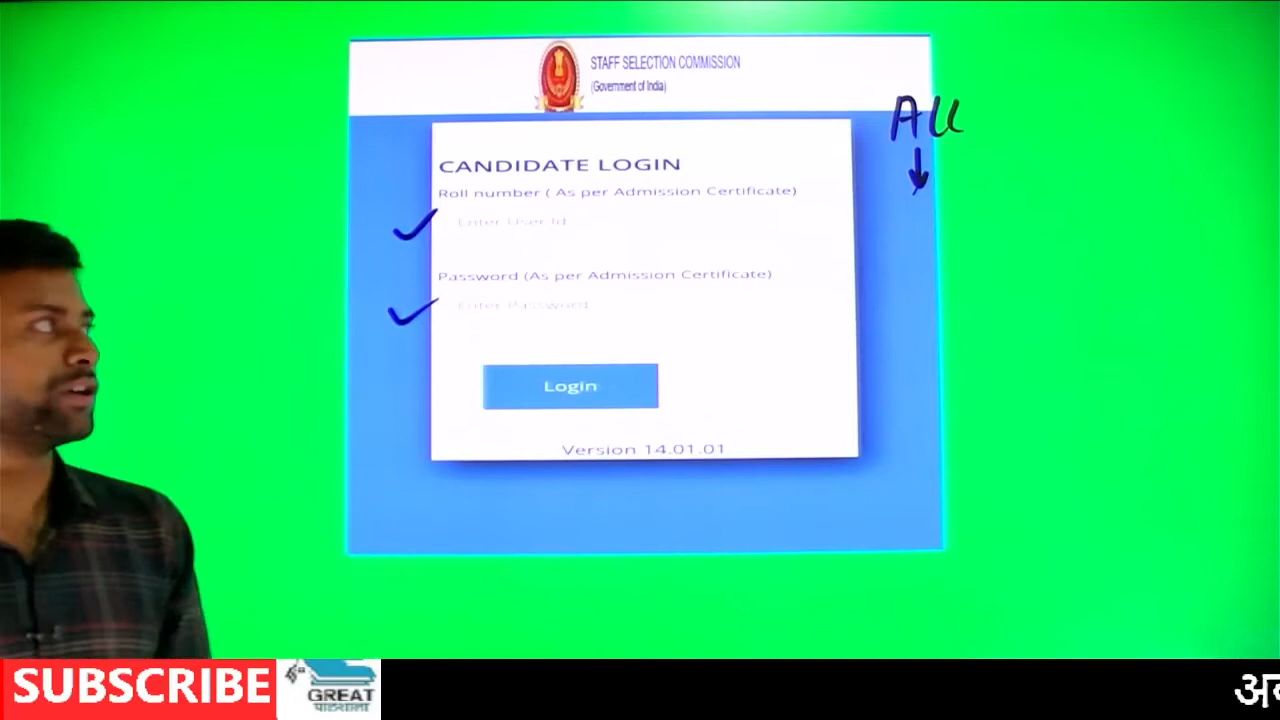 STAFF SELECTION COMMISSION
(Government of India)
All
CANDIDATE LOGIN
Roll number ( As per Admission Certificate)
Enter User Id
Password (As per Admission Certificate)
Enter Password
Login
Version 14.01.01
SUBSCRIBE
GREAT
पाठशाला